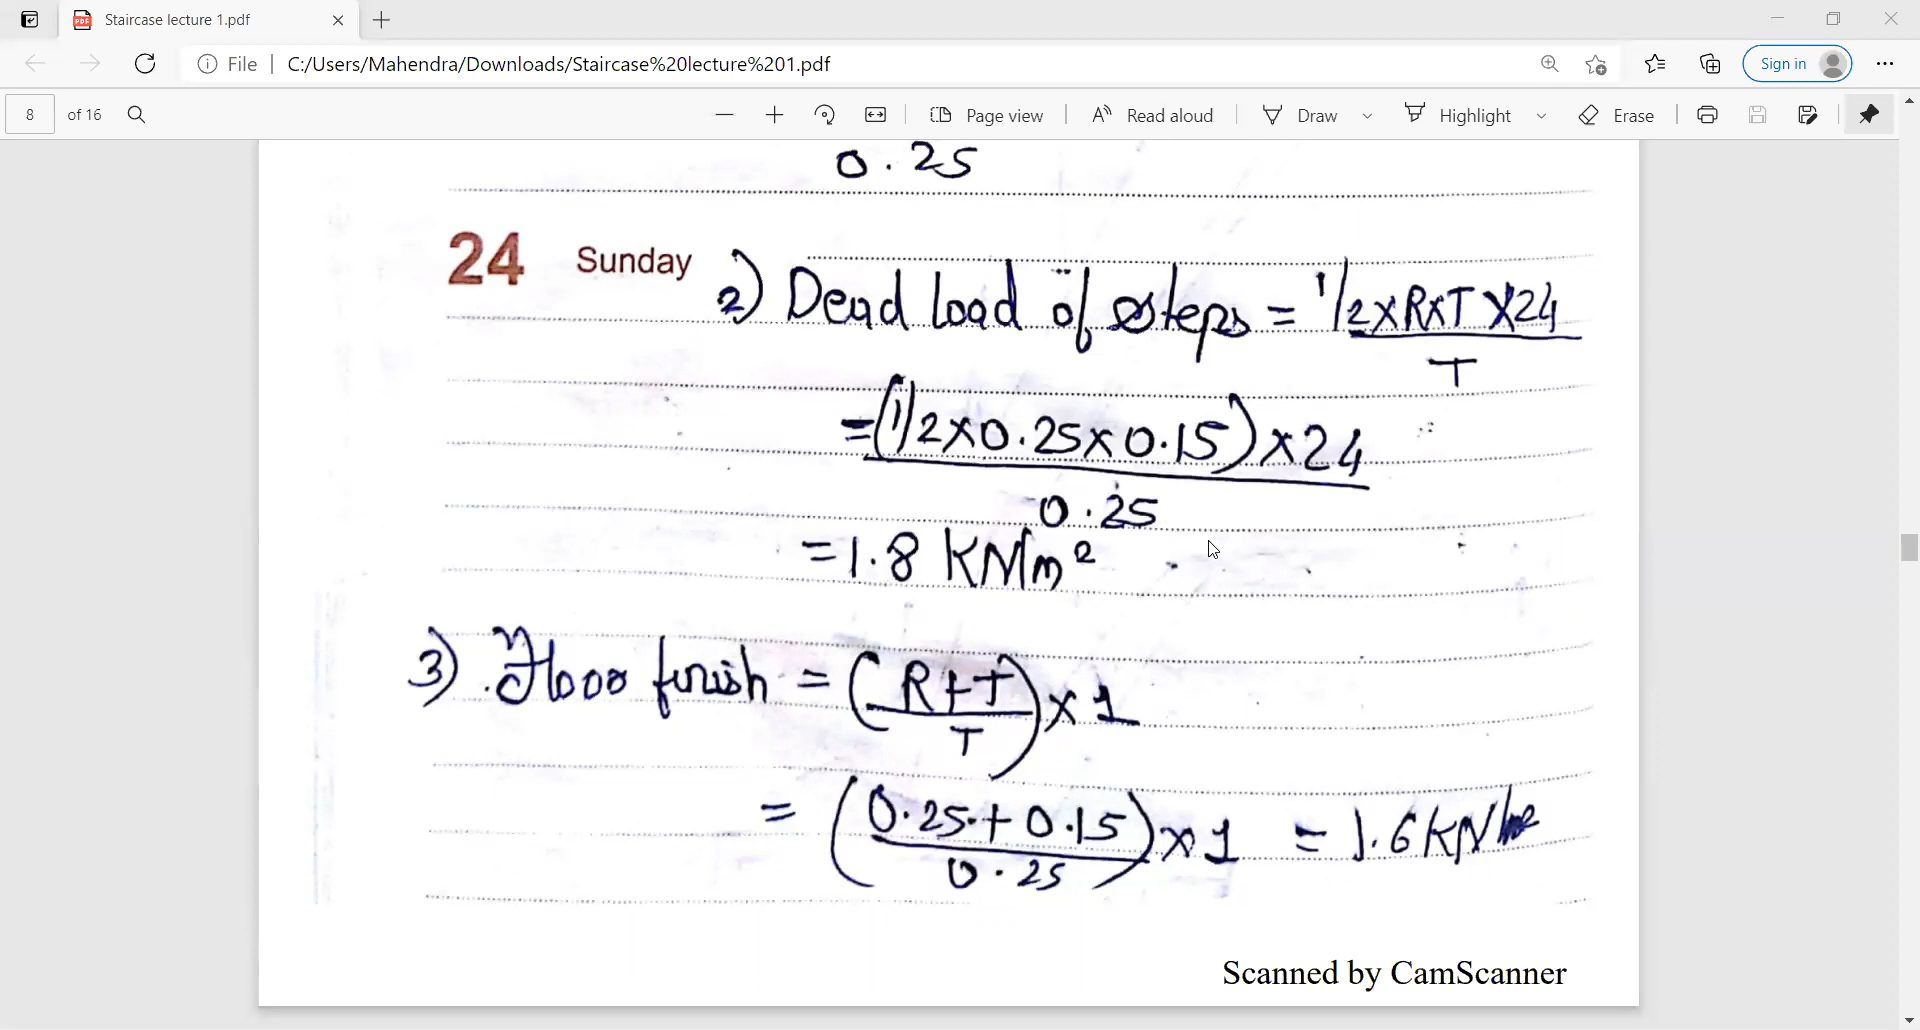 Staircase lecture 1.pdf
File | C:/Users/Mahendra/Downloads/Staircase%20lecture%201.pdf
Sign in
8 of 16
Page view
Read aloud
Draw
Highlight
Erase
0.25
24 Sunday
2) Dead load of steps = 1/2×R×T×24
T
=(1/2×0.25×0.15)×24
0.25
=1.8 KN/m²
3) Floor finish = (R+T)×1
T
= (0.25+0.15)×1 = 1.6 KN/m²
0.25
Scanned by CamScanner